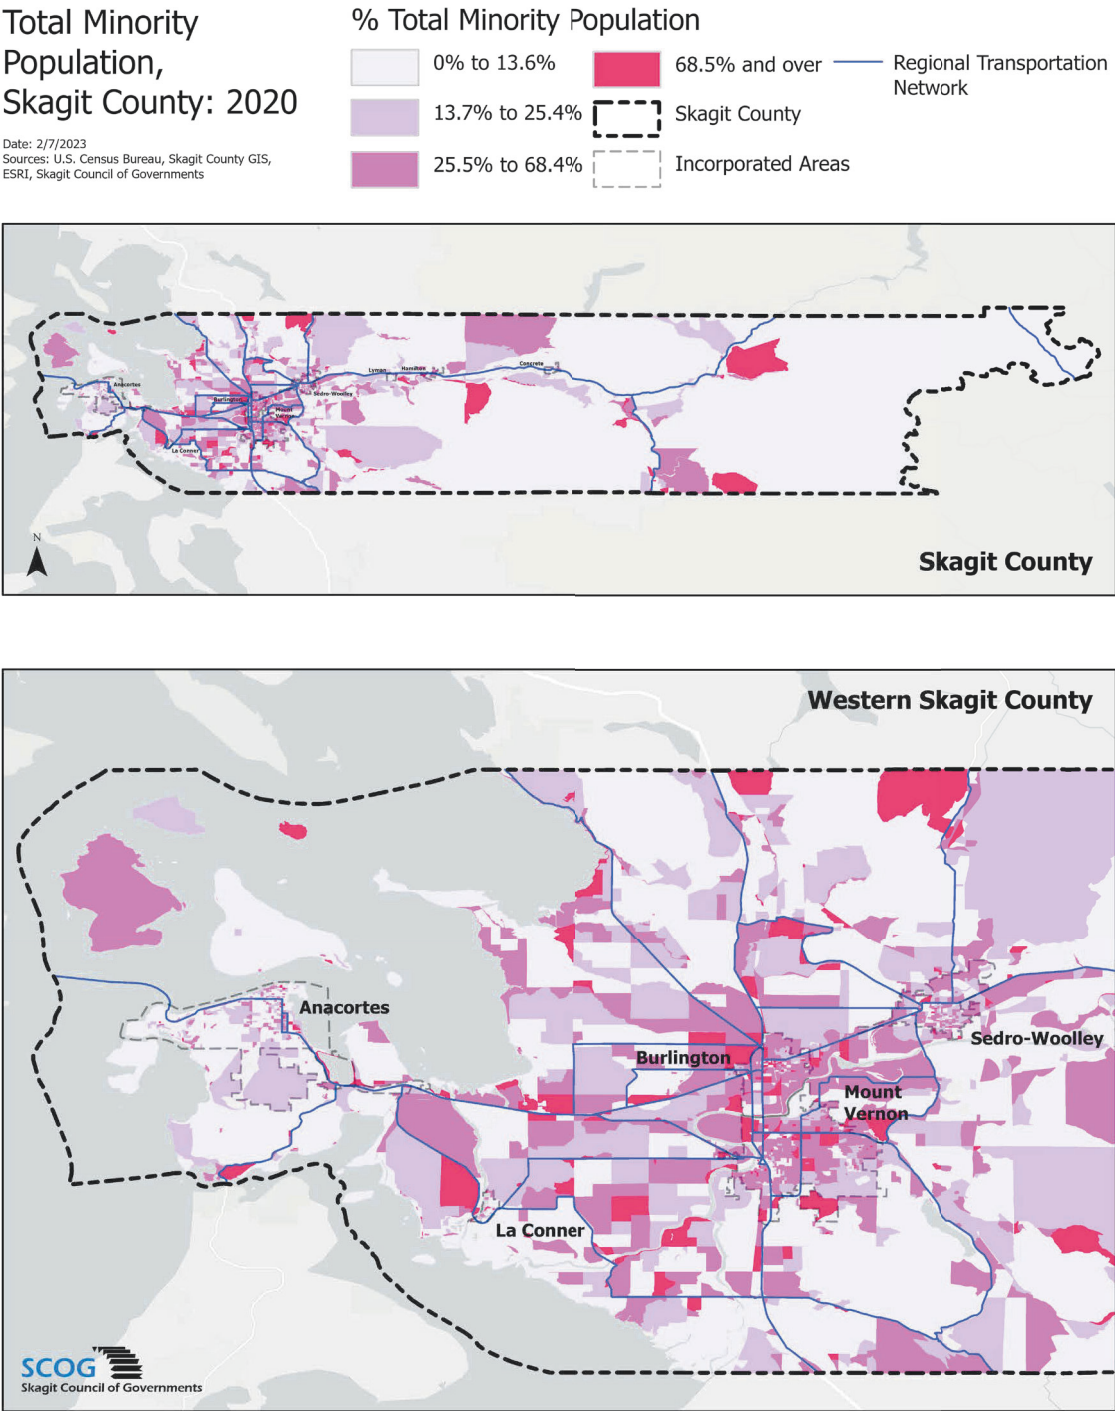 Total Minority
Population,
Skagit County: 2020
Date: 2/7/2023
Sources: U.S. Census Bureau, Skagit County GIS,
ESRI, Skagit Council of Governments
% Total Minority Population
0% to 13.6%
13.7% to 25.4%
25.5% to 68.4%
68.5% and over
Skagit County
Incorporated Areas
Regional Transportation
Network
Anacortes
Burlington
Mount
Vernon
La Conner
Sedro-Woolley
Lyman
Hamilton
Concrete
N
Skagit County
Western Skagit County
Anacortes
Burlington
Sedro-Woolley
Mount
Vernon
La Conner
SCOG
Skagit Council of Governments